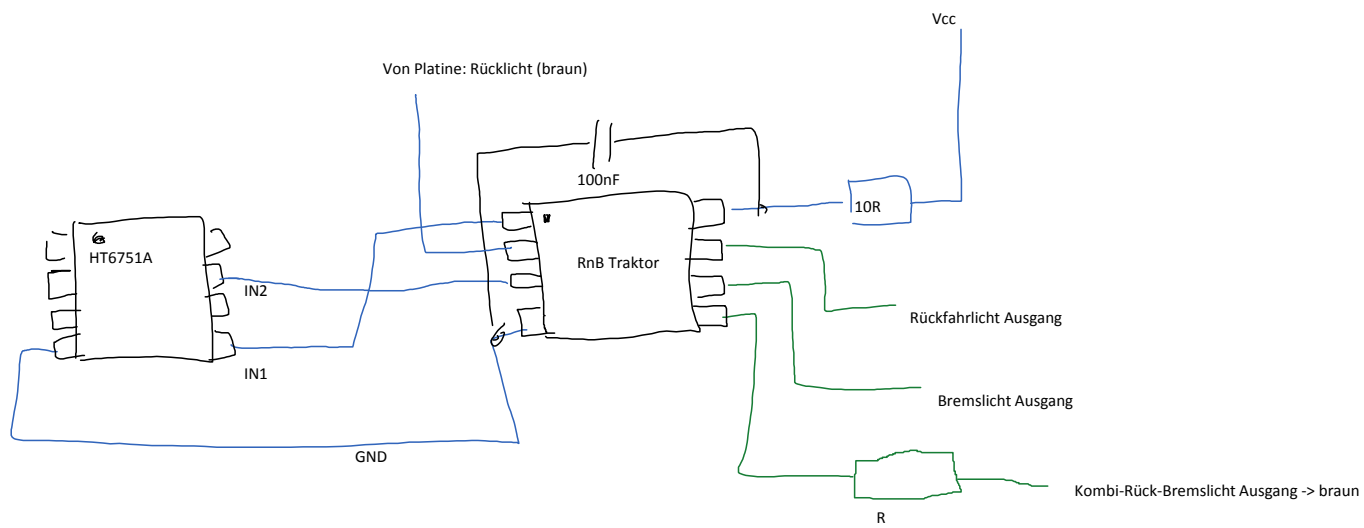 Vcc
Von Platine: Rücklicht (braun)
100nF
10R
HT6751A
RnB Traktor
IN2
Rückfahrlicht Ausgang
IN1
Bremslicht Ausgang
GND
Kombi-Rück-Bremslicht Ausgang -> braun
R